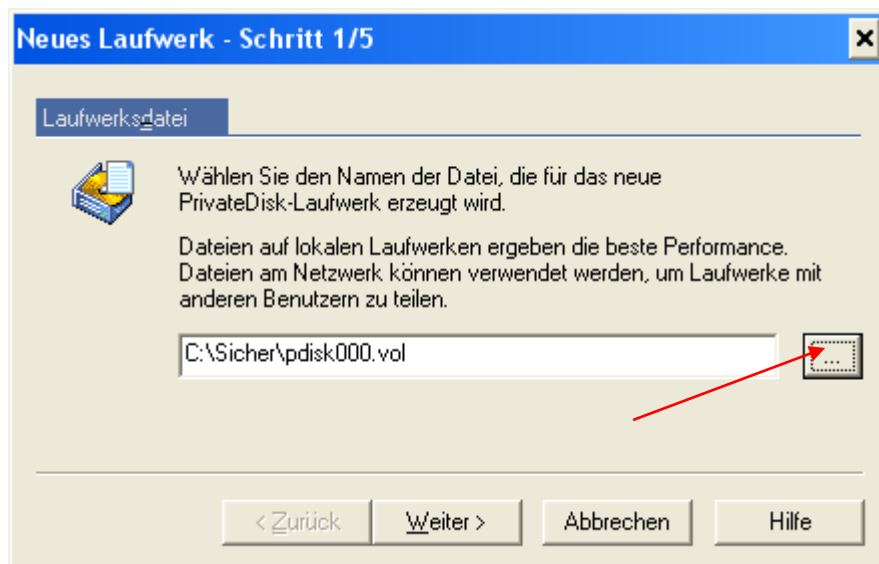 Neues Laufwerk - Schritt 1/5
Laufwerksdatei
Wählen Sie den Namen der Datei, die für das neue
PrivateDisk-Laufwerk erzeugt wird.
Dateien auf lokalen Laufwerken ergeben die beste Performance.
Dateien am Netzwerk können verwendet werden, um Laufwerke mit
anderen Benutzern zu teilen.
C:\Sicher\pdisk000.vol
...
< Zurück Weiter > Abbrechen Hilfe